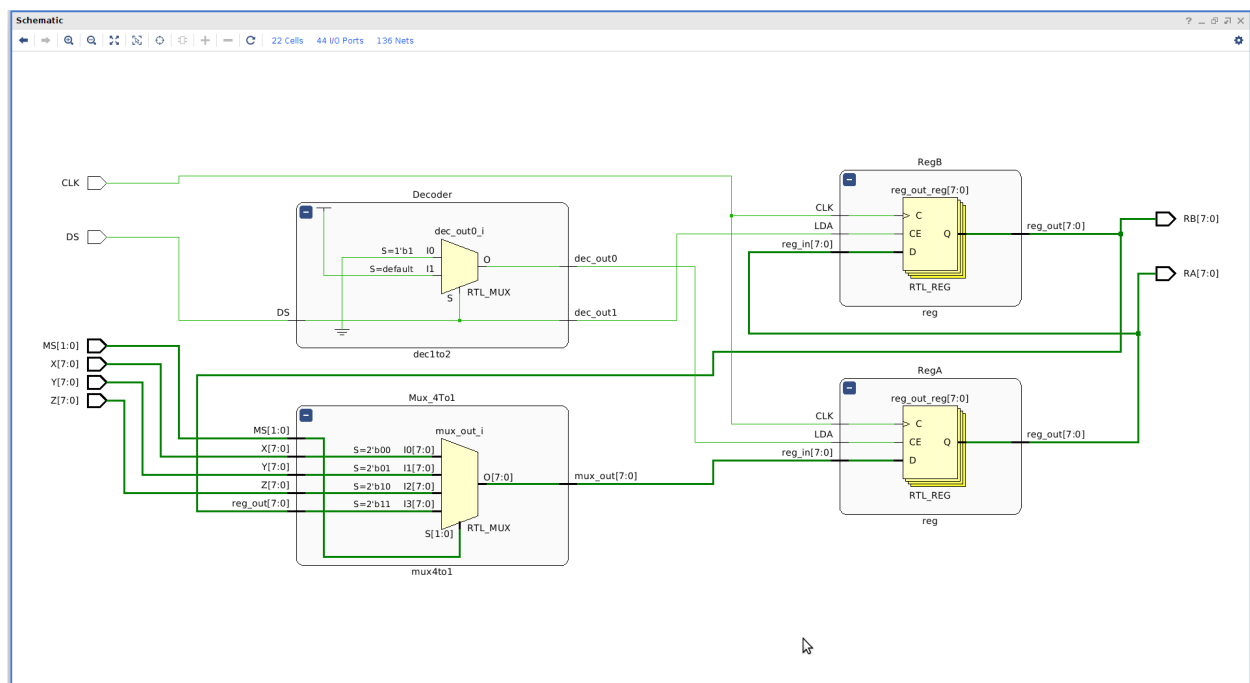 Schematic
22 Cells 44 I/O Ports 136 Nets
CLK
DS
MS[1:0]
X[7:0]
Y[7:0]
Z[7:0]
Decoder
dec_out0_i
S=1'b1 I0
S=default I1
O
S
RTL_MUX
DS
dec_out0
dec_out1
dec1to2
Mux_4To1
mux_out_i
MS[1:0]
X[7:0]
Y[7:0]
Z[7:0]
reg_out[7:0]
S=2'b00 I0[7:0]
S=2'b01 I1[7:0]
S=2'b10 I2[7:0]
S=2'b11 I3[7:0]
O[7:0]
S[1:0]
RTL_MUX
mux_out[7:0]
mux4to1
RegB
reg_out_reg[7:0]
CLK
LDA
reg_in[7:0]
C
CE
D
Q
RTL_REG
reg_out[7:0]
reg
RB[7:0]
RA[7:0]
RegA
reg_out_reg[7:0]
CLK
LDA
reg_in[7:0]
C
CE
D
Q
RTL_REG
reg_out[7:0]
reg